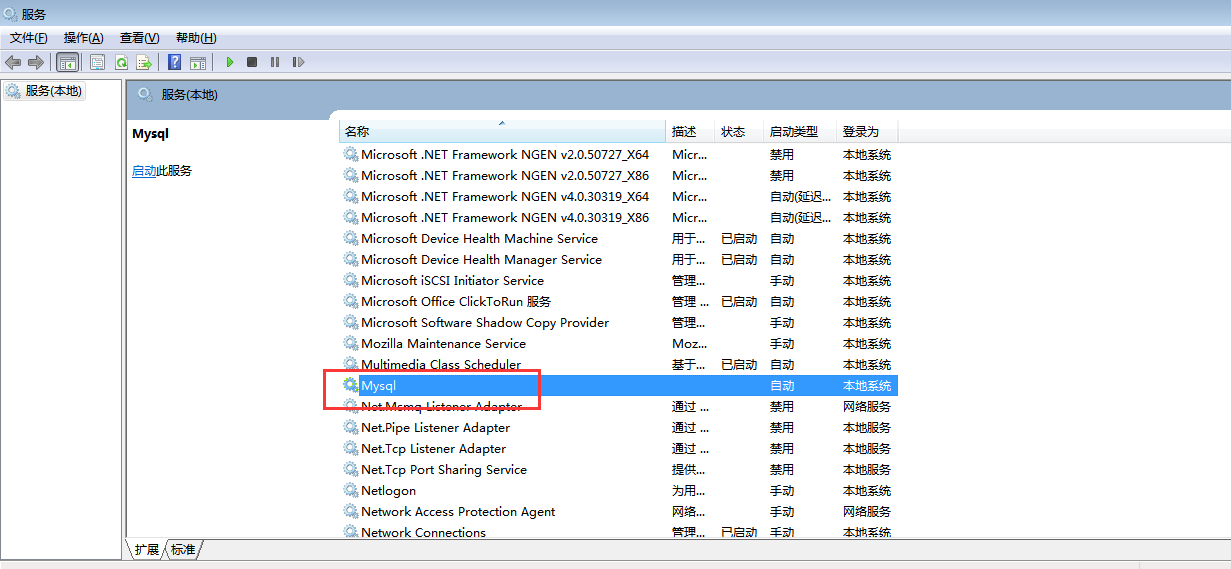 服务
文件(F) 操作(A) 查看(V) 帮助(H)
服务(本地)
服务(本地)
Mysql
启动此服务
名称 描述 状态 启动类型 登录为
Microsoft .NET Framework NGEN v2.0.50727_X64 Micr... 禁用 本地系统
Microsoft .NET Framework NGEN v2.0.50727_X86 Micr... 禁用 本地系统
Microsoft .NET Framework NGEN v4.0.30319_X64 Micr... 自动(延迟... 本地系统
Microsoft .NET Framework NGEN v4.0.30319_X86 Micr... 自动(延迟... 本地系统
Microsoft Device Health Machine Service 用于... 已启动 自动 本地系统
Microsoft Device Health Manager Service 用于... 已启动 自动 本地系统
Microsoft iSCSI Initiator Service 管理... 手动 本地系统
Microsoft Office ClickToRun 服务 管理 ... 已启动 自动 本地系统
Microsoft Software Shadow Copy Provider 管理... 手动 本地系统
Mozilla Maintenance Service Moz... 手动 本地系统
Multimedia Class Scheduler 基于... 已启动 自动 本地系统
Mysql 自动 本地系统
Net.Msmq Listener Adapter 通过 ... 禁用 网络服务
Net.Pipe Listener Adapter 通过 ... 禁用 本地服务
Net.Tcp Listener Adapter 通过 ... 禁用 本地服务
Net.Tcp Port Sharing Service 提供... 禁用 本地服务
Netlogon 为用... 手动 本地系统
Network Access Protection Agent 网络... 手动 网络服务
Network Connections 管理... 已启动 手动 本地系统
扩展 标准